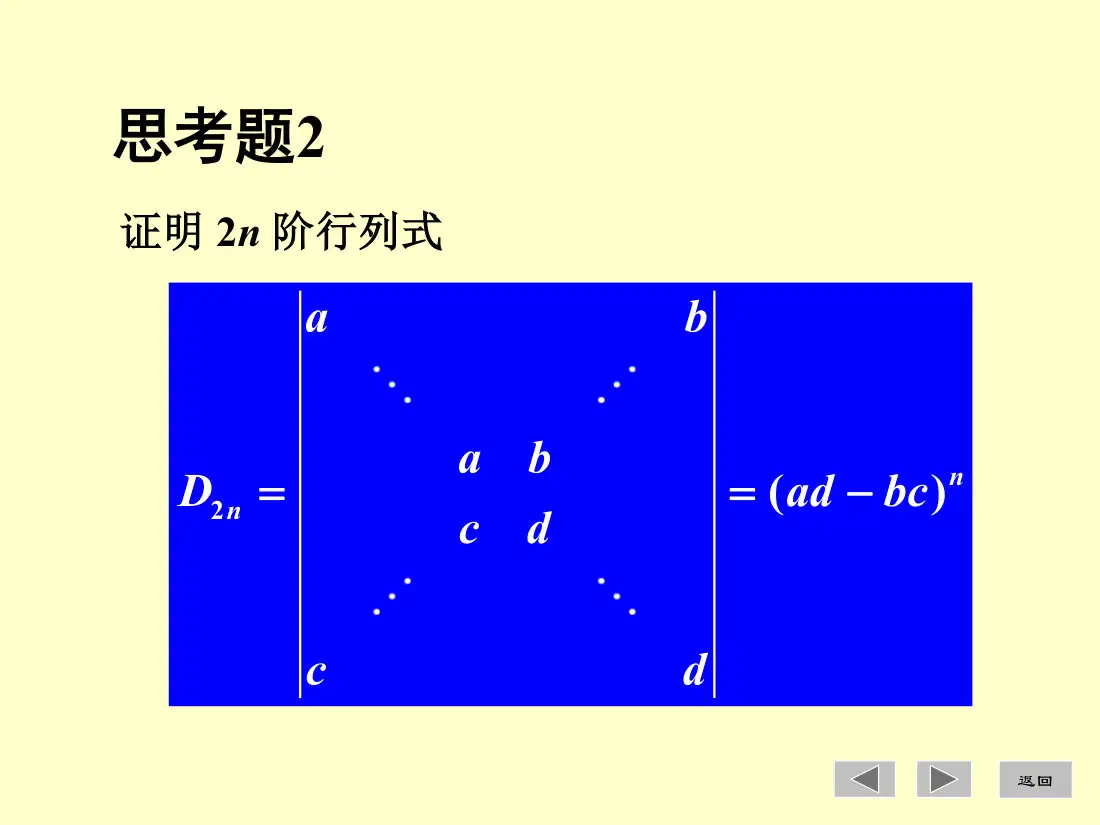 思考题2
证明 2n 阶行列式
a b
⋱ ⋰
a b
D₂ₙ = = (ad − bc)ⁿ
c d
⋰ ⋱
c d
返回